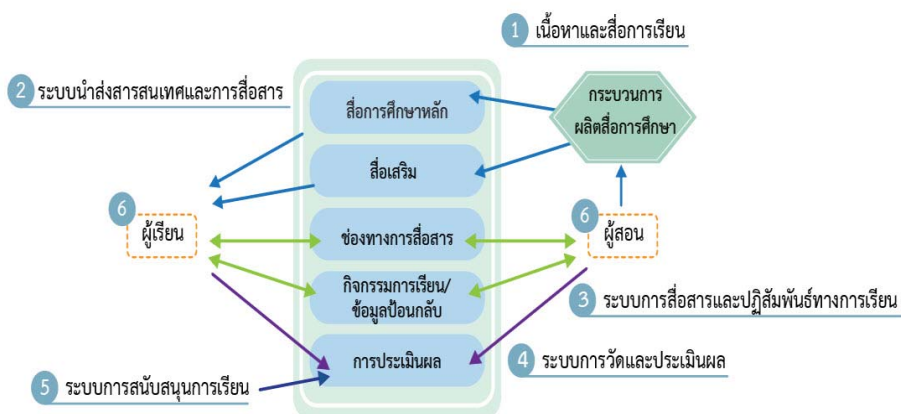 1 เนื้อหาและสื่อการเรียน
2 ระบบนำส่งสารสนเทศและการสื่อสาร
สื่อการศึกษาหลัก
กระบวนการ
ผลิตสื่อการศึกษา
สื่อเสริม
6
ผู้เรียน
ช่องทางการสื่อสาร
6
ผู้สอน
กิจกรรมการเรียน/
ข้อมูลป้อนกลับ
3 ระบบการสื่อสารและปฏิสัมพันธ์ทางการเรียน
การประเมินผล
4 ระบบการวัดและประเมินผล
5 ระบบการสนับสนุนการเรียน